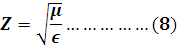 Z = √(μ/ϵ) … … … … … (8)